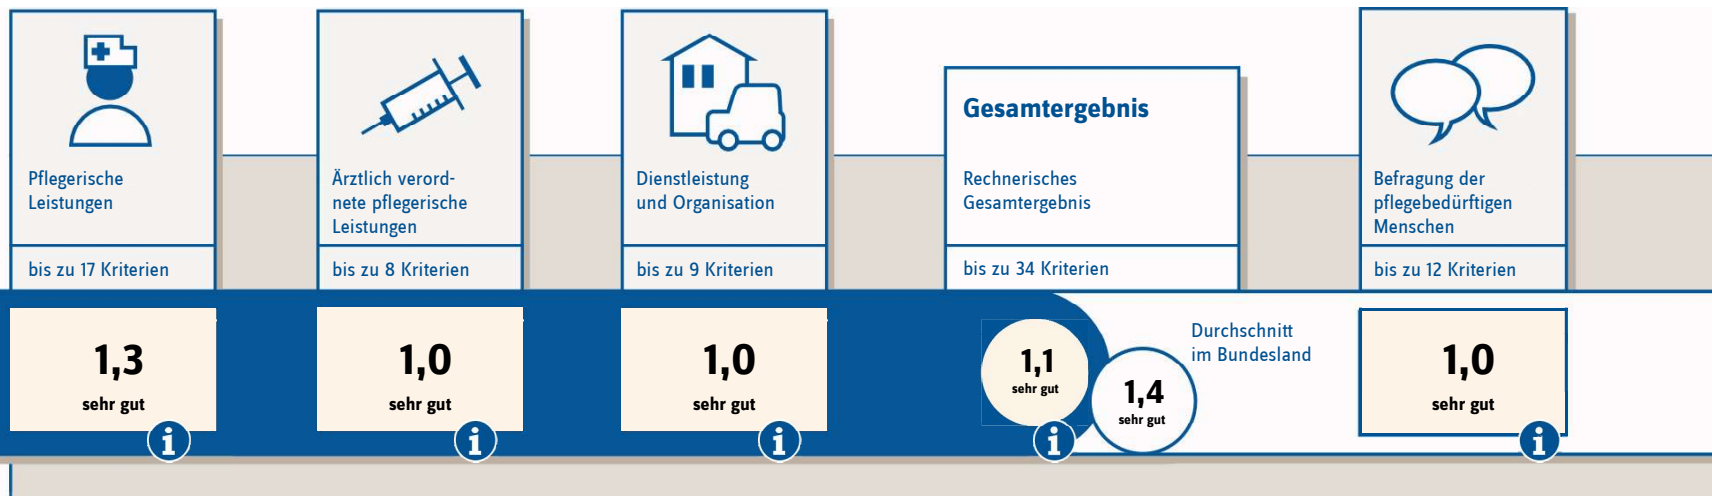 Pflegerische
Leistungen
bis zu 17 Kriterien
1,3
sehr gut
i
Ärztlich verord-
nete pflegerische
Leistungen
bis zu 8 Kriterien
1,0
sehr gut
i
Dienstleistung
und Organisation
bis zu 9 Kriterien
1,0
sehr gut
i
Gesamtergebnis
Rechnerisches
Gesamtergebnis
bis zu 34 Kriterien
1,1
sehr gut
i
1,4
sehr gut
Durchschnitt
im Bundesland
Befragung der
pflegebedürftigen
Menschen
bis zu 12 Kriterien
1,0
sehr gut
i